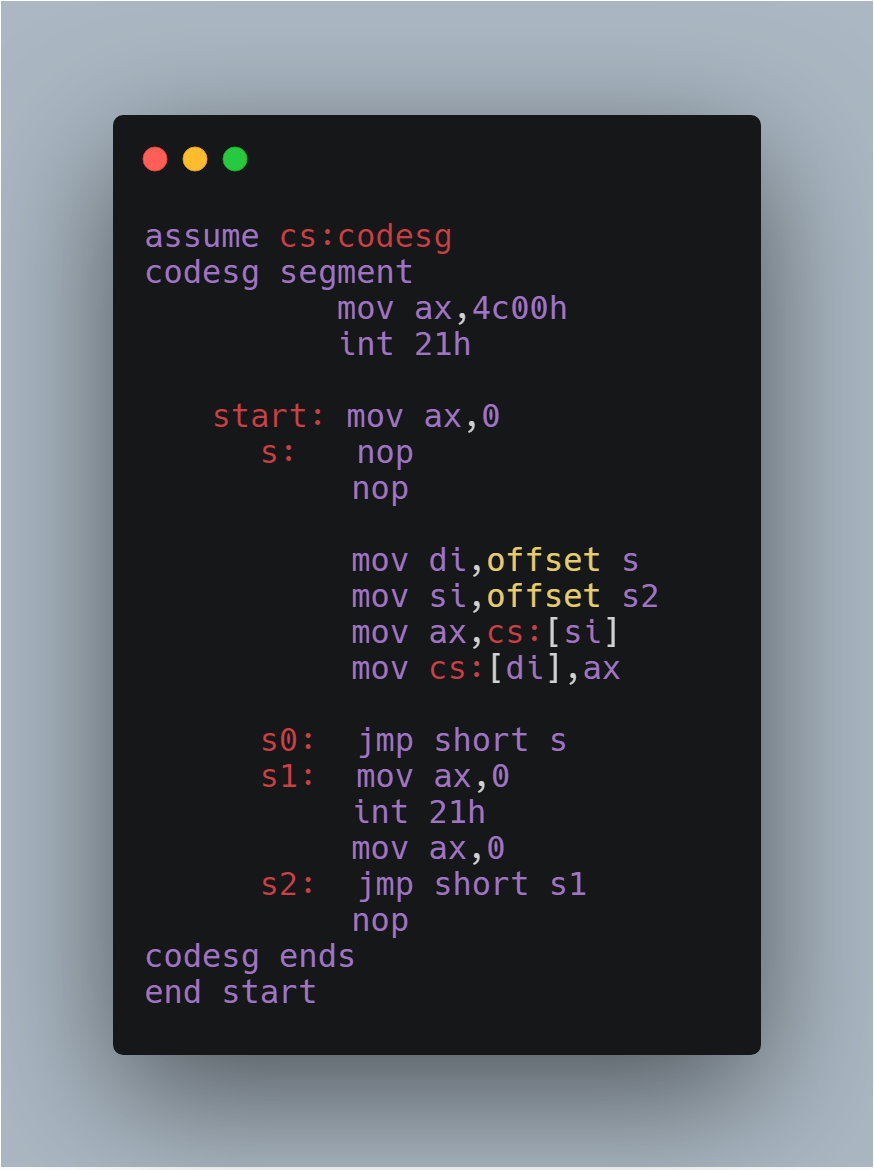 assume cs:codesg
codesg segment
mov ax,4c00h
int 21h
start: mov ax,0
s: nop
nop
mov di,offset s
mov si,offset s2
mov ax,cs:[si]
mov cs:[di],ax
s0: jmp short s
s1: mov ax,0
int 21h
mov ax,0
s2: jmp short s1
nop
codesg ends
end start